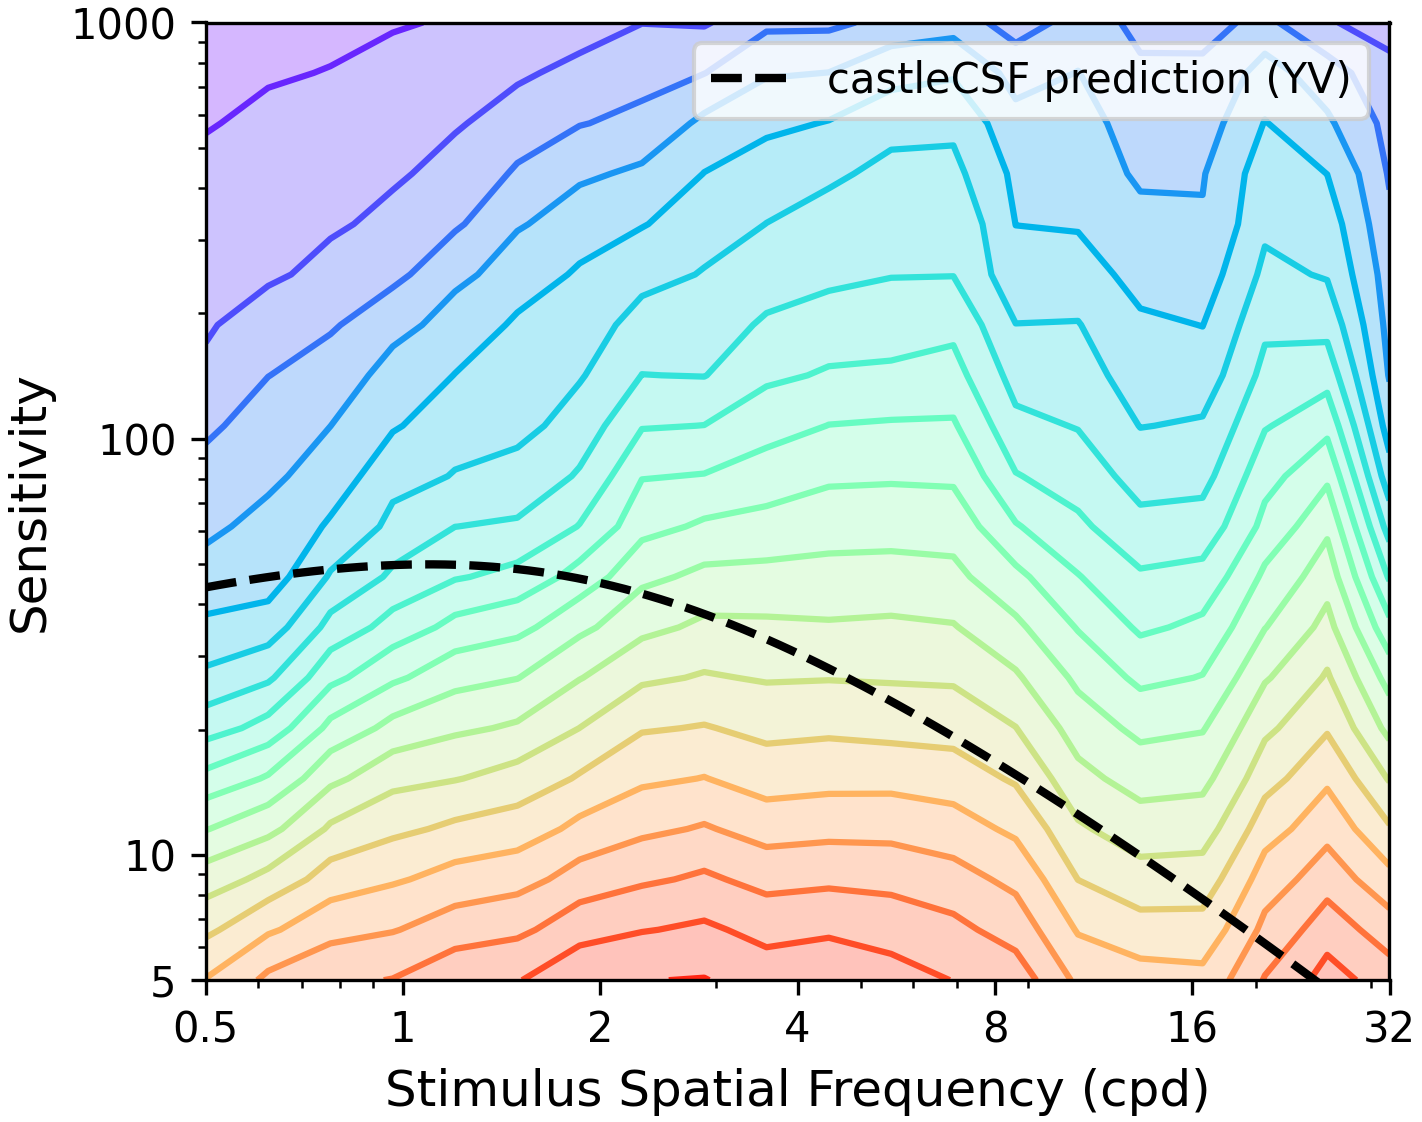 1000
100
10
5
Sensitivity
castleCSF prediction (YV)
0.5 1 2 4 8 16 32
Stimulus Spatial Frequency (cpd)